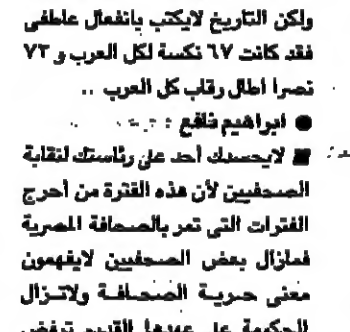 ولكن التاريخ لايكتب بانفعال عاطفى
فقد كانت ٦٧ نكسة لكل العرب و ٧٣
نصرا أطال رقاب كل العرب ..
● ابراهيم نافع :
■ لايحسدك أحد على رئاستك لنقابة
الصحفيين لأن هذه الفترة من أحرج
الفترات التى تمر بالصحافة المصرية
فمازال بعض الصحفيين لايفهمون
معنى حرية الصحافة ولاتزال
الحكومة على عهدها القديم ترفض